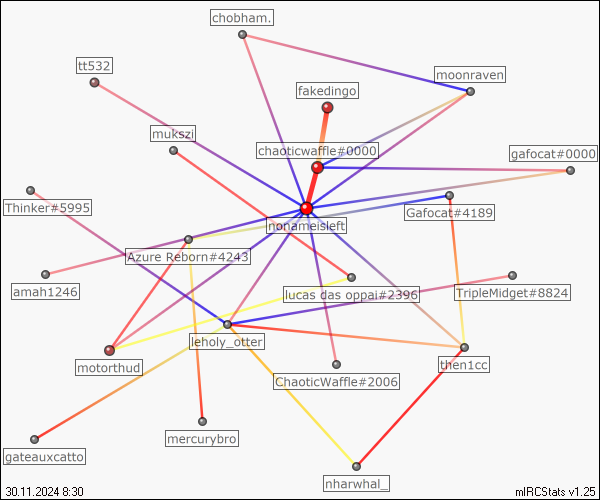 chobham.
tt532
moonraven
fakedingo
mukszi
chaoticwaffle#0000
gafocat#0000
Thinker#5995
Gafocat#4189
nonameisleft
Azure Reborn#4243
amah1246
lucas das oppai#2396
TripleMidget#8824
leholy_otter
motorthud
ChaoticWaffle#2006
then1cc
mercurybro
gateauxcatto
nharwhal_
30.11.2024 8:30
mIRCStats v1.25